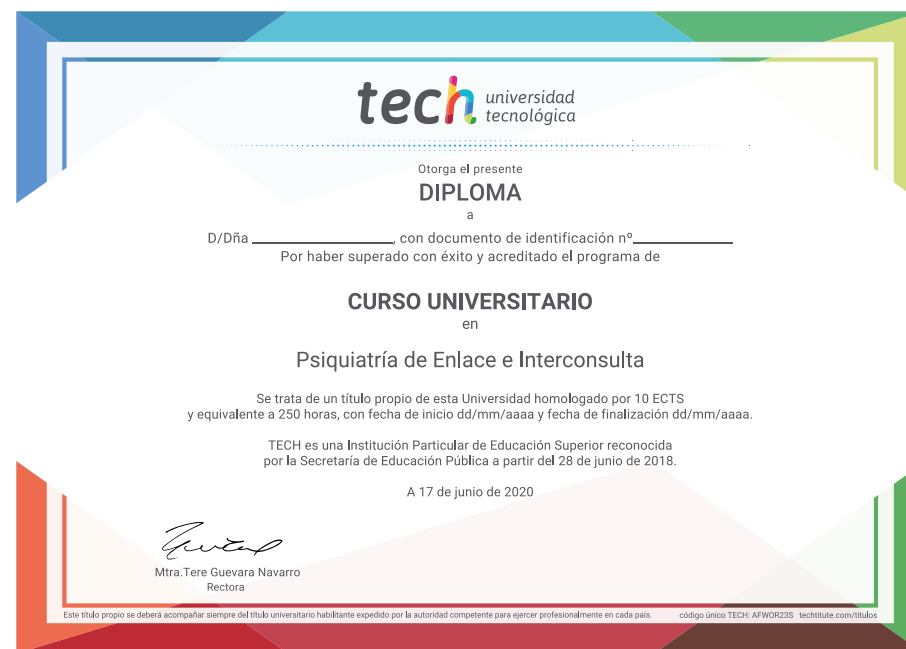 tech universidad
tecnológica
Otorga el presente
DIPLOMA
a
D/Dña ____________________, con documento de identificación nº______________
Por haber superado con éxito y acreditado el programa de
CURSO UNIVERSITARIO
en
Psiquiatría de Enlace e Interconsulta
Se trata de un título propio de esta Universidad homologado por 10 ECTS
y equivalente a 250 horas, con fecha de inicio dd/mm/aaaa y fecha de finalización dd/mm/aaaa.
TECH es una Institución Particular de Educación Superior reconocida
por la Secretaría de Educación Pública a partir del 28 de junio de 2018.
A 17 de junio de 2020
Mtra.Tere Guevara Navarro
Rectora
Este título propio se deberá acompañar siempre del título universitario habilitante expedido por la autoridad competente para ejercer profesionalmente en cada país. código único TECH: AFWOR23S techtitute.com/titulos